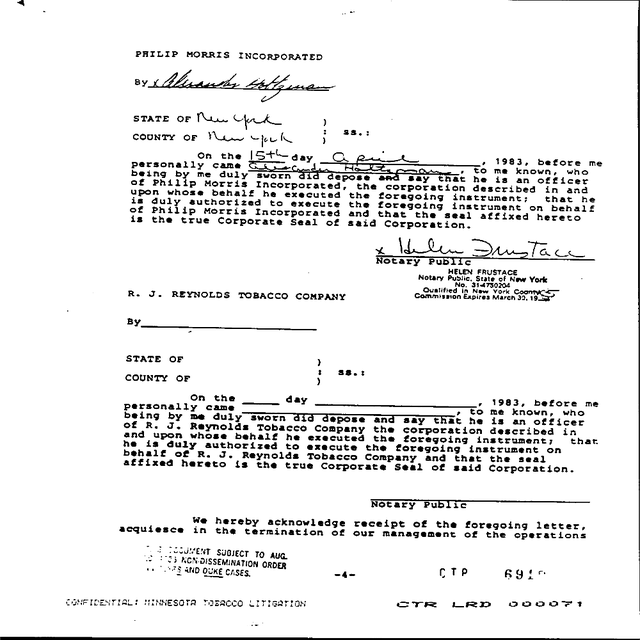 PHILIP MORRIS INCORPORATED
By x Alexander Holtzman
STATE OF New York )
: ss.:
COUNTY OF New York )
On the 15th day April, 1983, before me
personally came Alexander Holtzman, to me known, who
being by me duly sworn did depose and say that he is an officer
of Philip Morris Incorporated, the corporation described in and
upon whose behalf he executed the foregoing instrument; that he
is duly authorized to execute the foregoing instrument on behalf
of Philip Morris Incorporated and that the seal affixed hereto
is the true Corporate Seal of said Corporation.
x Helen Frustace
Notary Public
HELEN FRUSTACE
Notary Public, State of New York
No. 31-4730204
Qualified in New York County
Commission Expires March 30, 19
R. J. REYNOLDS TOBACCO COMPANY
By
STATE OF )
: ss.:
COUNTY OF )
On the day , 1983, before me
personally came , to me known, who
being by me duly sworn did depose and say that he is an officer
of R. J. Reynolds Tobacco Company the corporation described in
and upon whose behalf he executed the foregoing instrument; that
he is duly authorized to execute the foregoing instrument on
behalf of R. J. Reynolds Tobacco Company and that the seal
affixed hereto is the true Corporate Seal of said Corporation.
Notary Public
We hereby acknowledge receipt of the foregoing letter,
acquiesce in the termination of our management of the operations
DOCUMENT SUBJECT TO AUG.
NON-DISSEMINATION ORDER
AND DUKE CASES.
-4-
CTR 691
CONFIDENTIAL: MINNESOTA TOBACCO LITIGATION
CTR LRD 000071